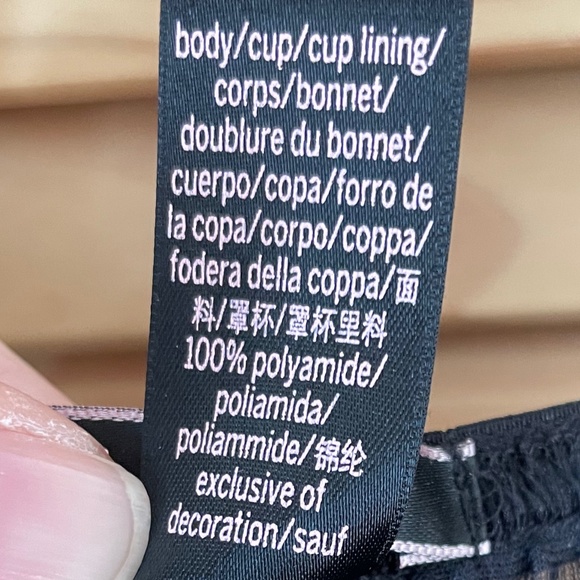 body/cup/cup lining/
corps/bonnet/
doublure du bonnet/
cuerpo/copa/forro de
la copa/corpo/coppa/
fodera della coppa/面
料/罩杯/罩杯里料
100% polyamide/
poliamida/
poliammide/锦纶
exclusive of
decoration/sauf